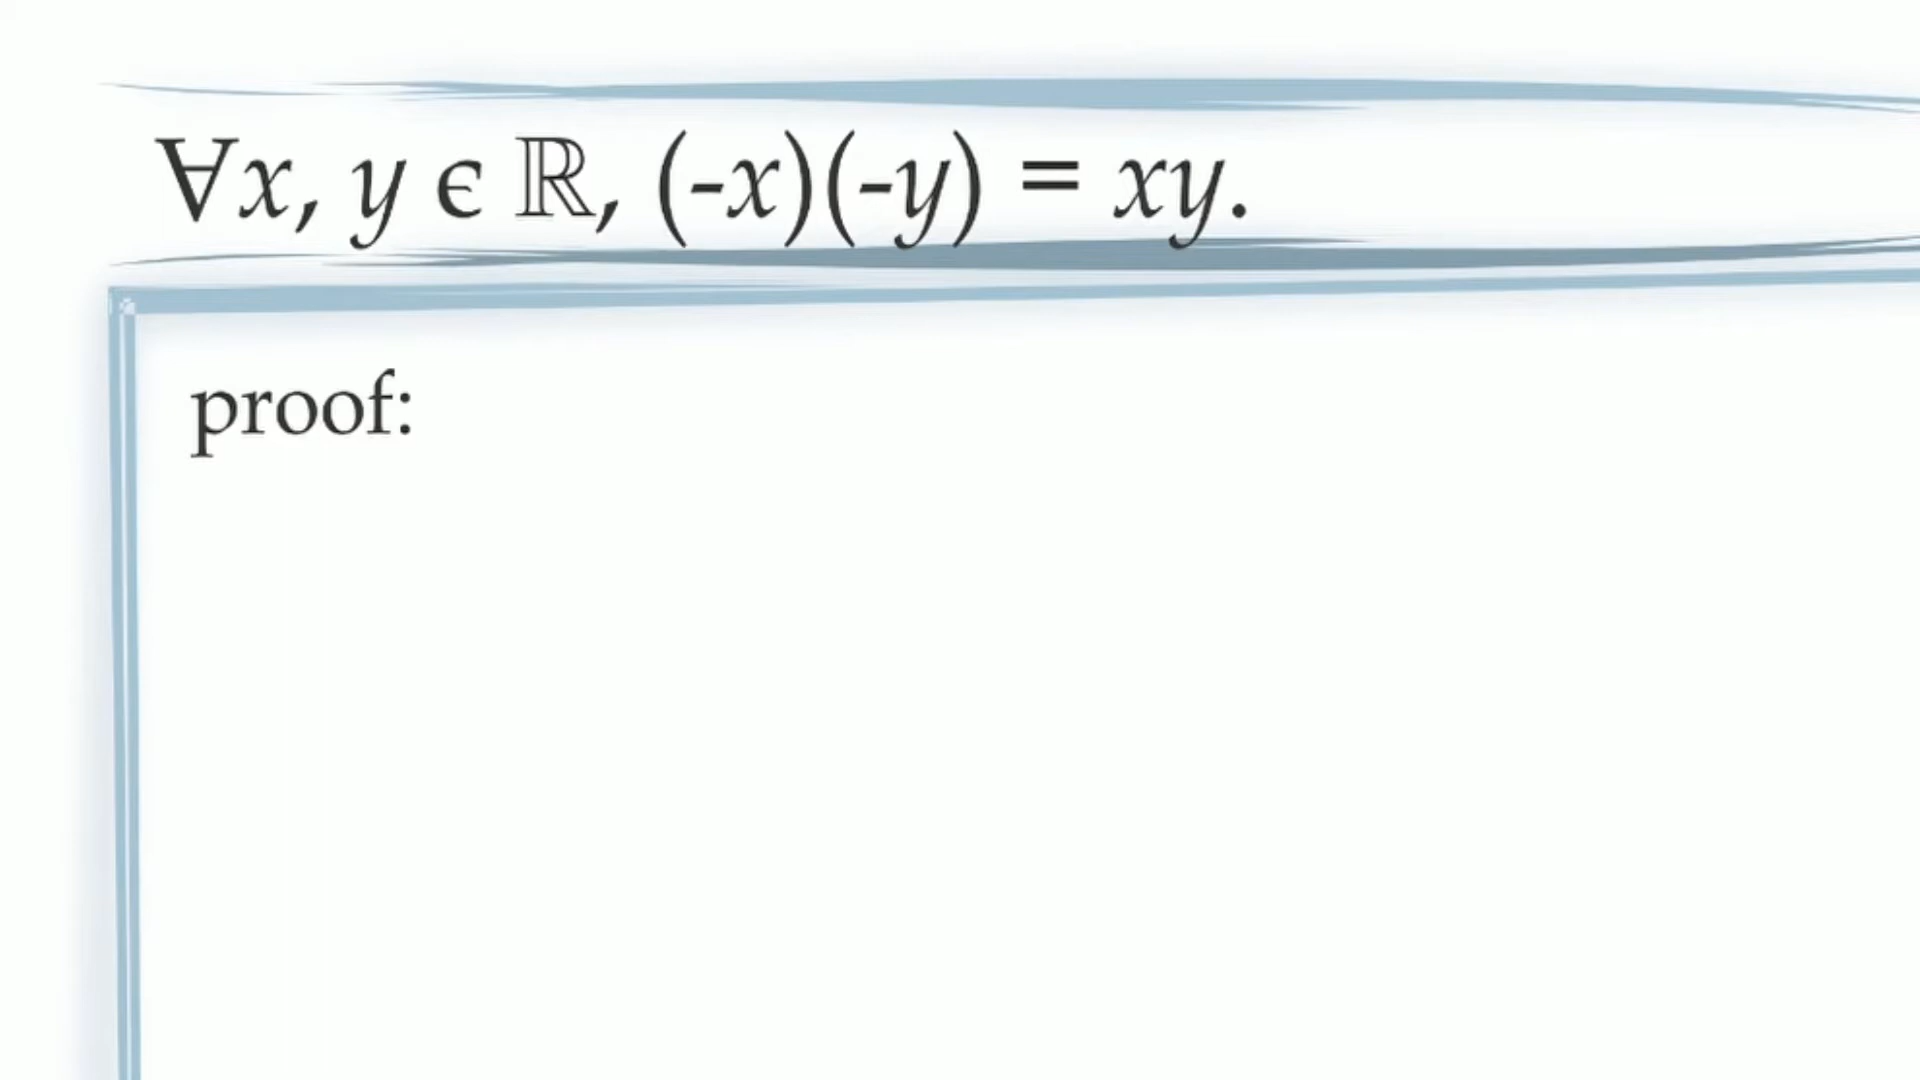 ∀x, y ϵ ℝ, (-x)(-y) = xy.
proof: